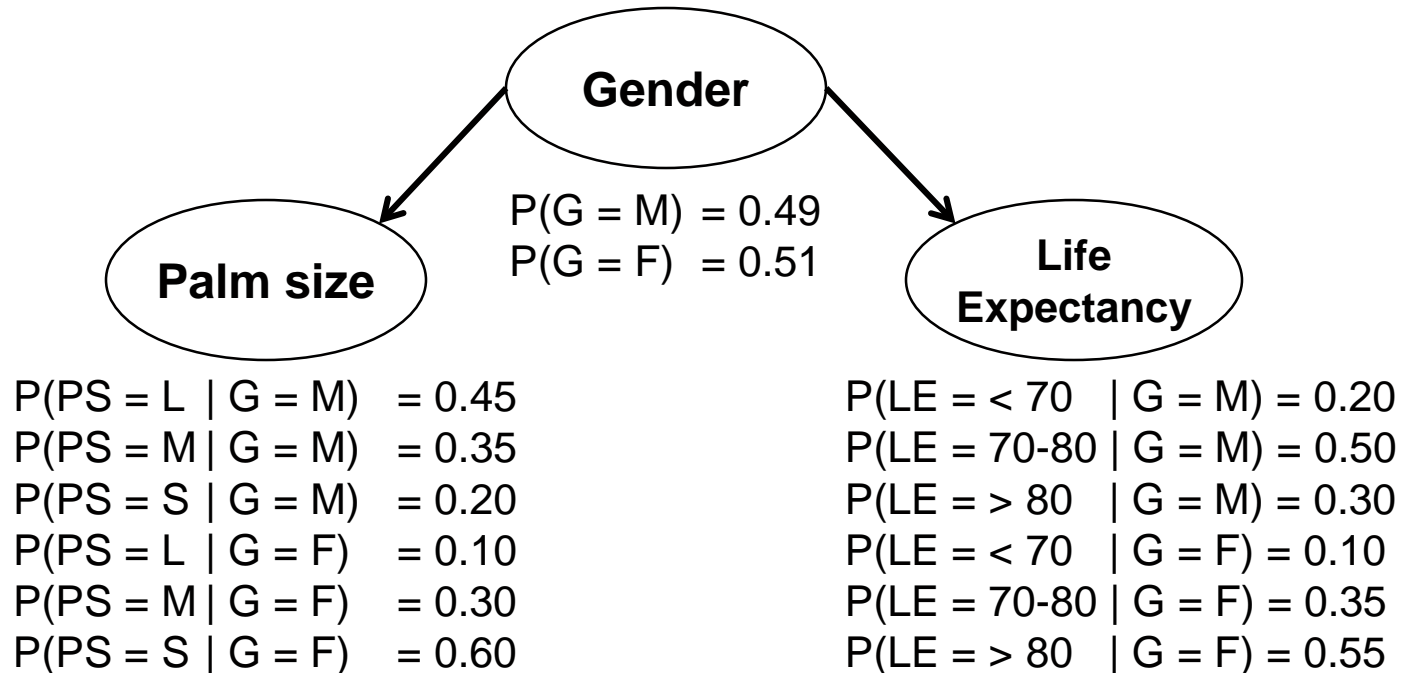 Gender
P(G = M) = 0.49
P(G = F) = 0.51
Palm size
Life
Expectancy
P(PS = L | G = M) = 0.45
P(PS = M | G = M) = 0.35
P(PS = S | G = M) = 0.20
P(PS = L | G = F) = 0.10
P(PS = M | G = F) = 0.30
P(PS = S | G = F) = 0.60
P(LE = < 70 | G = M) = 0.20
P(LE = 70-80 | G = M) = 0.50
P(LE = > 80 | G = M) = 0.30
P(LE = < 70 | G = F) = 0.10
P(LE = 70-80 | G = F) = 0.35
P(LE = > 80 | G = F) = 0.55